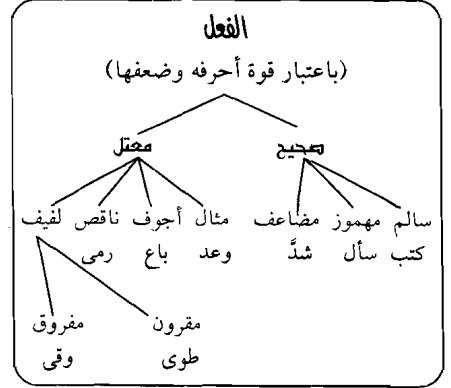 الفعل
(باعتبار قوة أحرفه وضعفها)
صحيح معتل
سالم مهموز مضاعف مثال أجوف ناقص لفيف
كتب سأل شدَّ وعد باع رمى
مقرون مفروق
طوى وقى